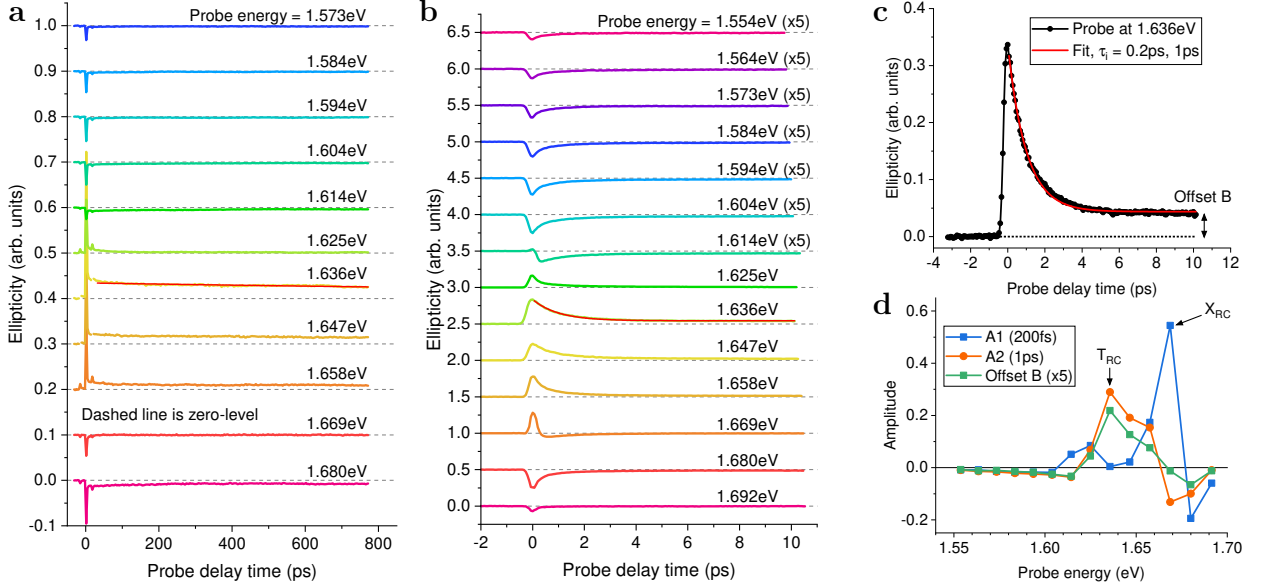 a
Probe energy = 1.573eV
1.584eV
1.594eV
1.604eV
1.614eV
1.625eV
1.636eV
1.647eV
1.658eV
Dashed line is zero-level
1.669eV
1.680eV
1.0
0.9
0.8
0.7
0.6
0.5
0.4
0.3
0.2
0.1
0.0
-0.1
Ellipticity (arb. units)
0 200 400 600 800
Probe delay time (ps)
b
Probe energy = 1.554eV (x5)
1.564eV (x5)
1.573eV (x5)
1.584eV (x5)
1.594eV (x5)
1.604eV (x5)
1.614eV (x5)
1.625eV
1.636eV
1.647eV
1.658eV
1.669eV
1.680eV
1.692eV
6.5
6.0
5.5
5.0
4.5
4.0
3.5
3.0
2.5
2.0
1.5
1.0
0.5
0.0
Ellipticity (arb. units)
-2 0 2 4 6 8 10
Probe delay time (ps)
c
Probe at 1.636eV
Fit, τi = 0.2ps, 1ps
Offset B
0.4
0.3
0.2
0.1
0.0
Ellipticity (arb. units)
-4 -2 0 2 4 6 8 10 12
Probe delay time (ps)
d
A1 (200fs)
A2 (1ps)
Offset B (x5)
TRC
XRC
0.6
0.4
0.2
0.0
-0.2
Amplitude
1.55 1.60 1.65 1.70
Probe energy (eV)